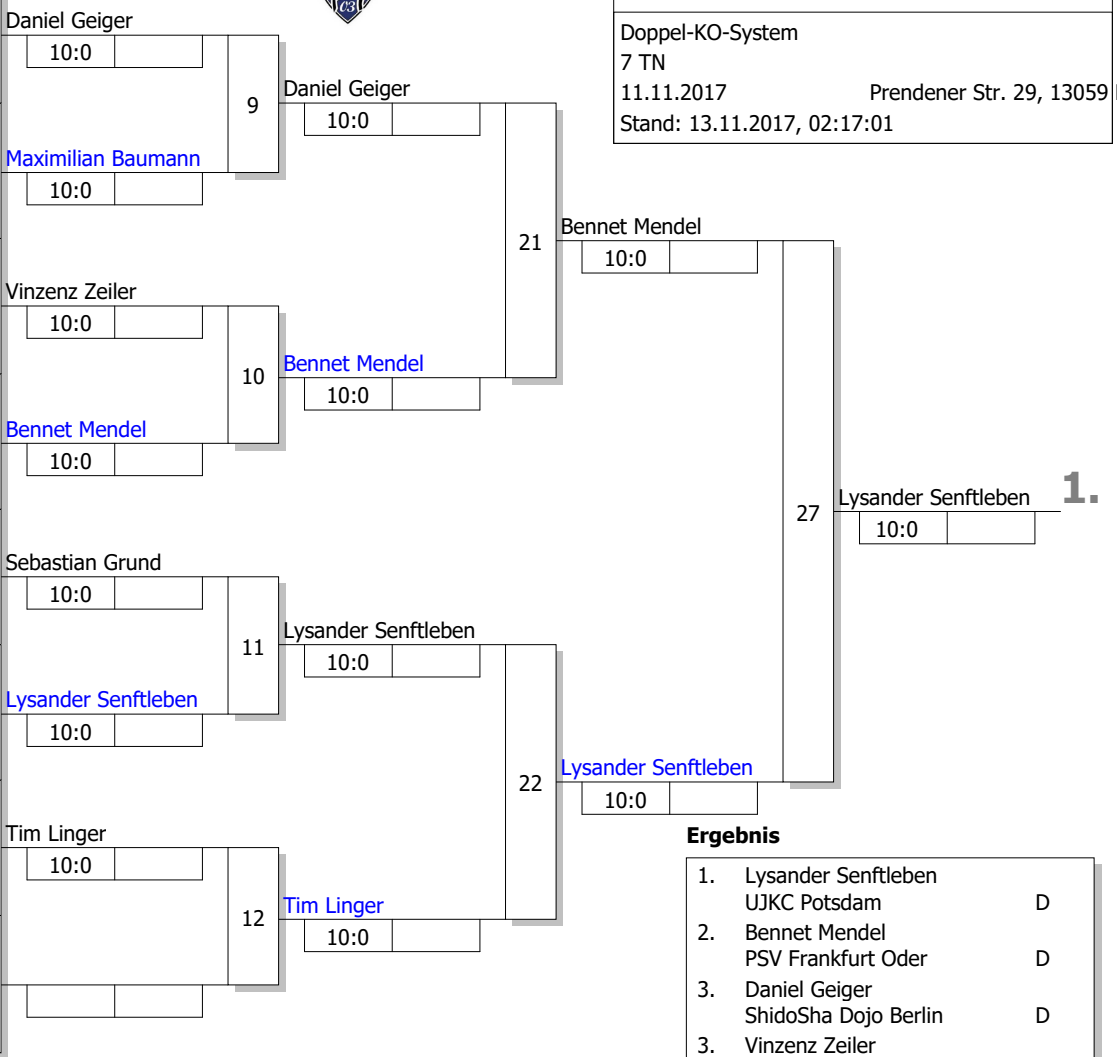 C3
Doppel-KO-System
7 TN
11.11.2017 Prendener Str. 29, 13059
Stand: 13.11.2017, 02:17:01
Daniel Geiger
10:0
9
Maximilian Baumann
10:0
Daniel Geiger
10:0
Vinzenz Zeiler
10:0
10
Bennet Mendel
10:0
Bennet Mendel
10:0
21
Bennet Mendel
10:0
Sebastian Grund
10:0
11
Lysander Senftleben
10:0
Lysander Senftleben
10:0
Tim Linger
10:0
12
Tim Linger
10:0
22
Lysander Senftleben
10:0
27
Lysander Senftleben 1.
10:0
Ergebnis
1. Lysander Senftleben
UJKC Potsdam D
2. Bennet Mendel
PSV Frankfurt Oder D
3. Daniel Geiger
ShidoSha Dojo Berlin D
3. Vinzenz Zeiler